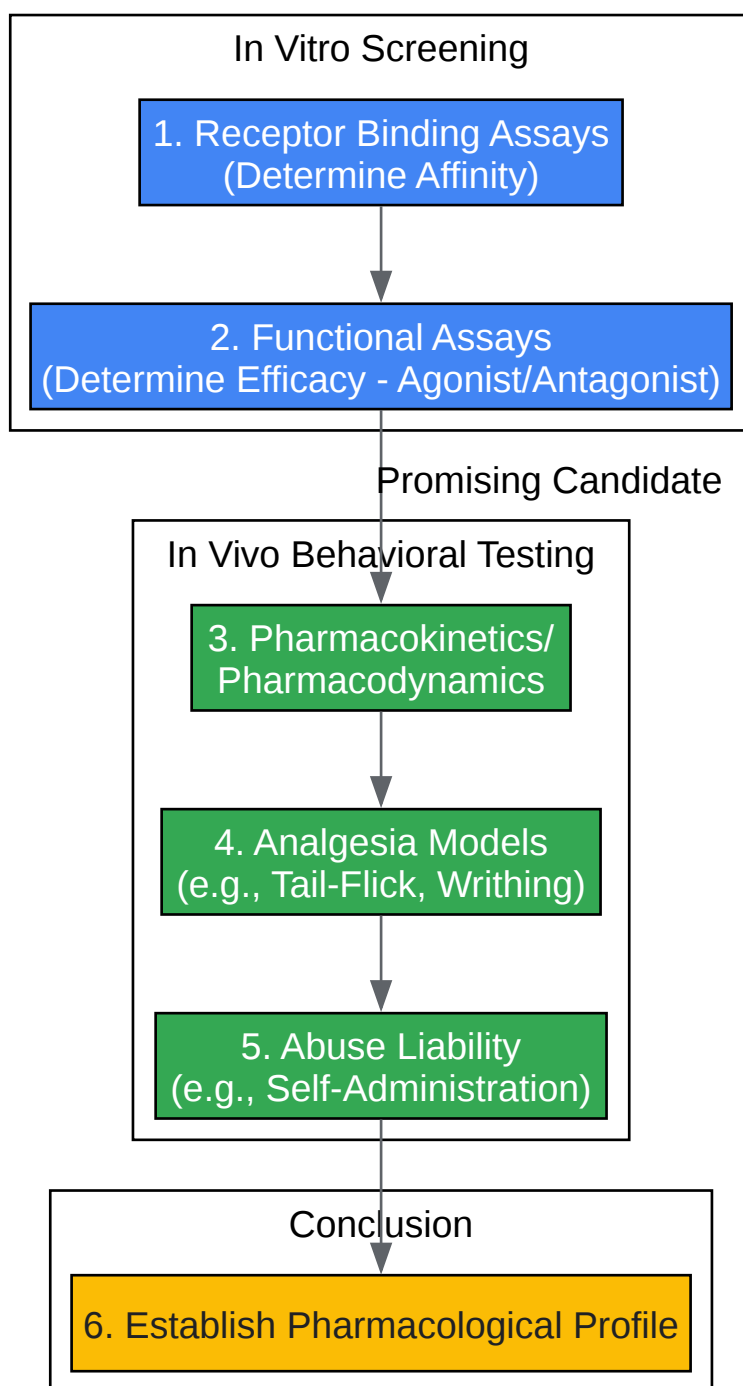 In Vitro Screening
1. Receptor Binding Assays
(Determine Affinity)
2. Functional Assays
(Determine Efficacy - Agonist/Antagonist)
Promising Candidate
In Vivo Behavioral Testing
3. Pharmacokinetics/
Pharmacodynamics
4. Analgesia Models
(e.g., Tail-Flick, Writhing)
5. Abuse Liability
(e.g., Self-Administration)
Conclusion
6. Establish Pharmacological Profile